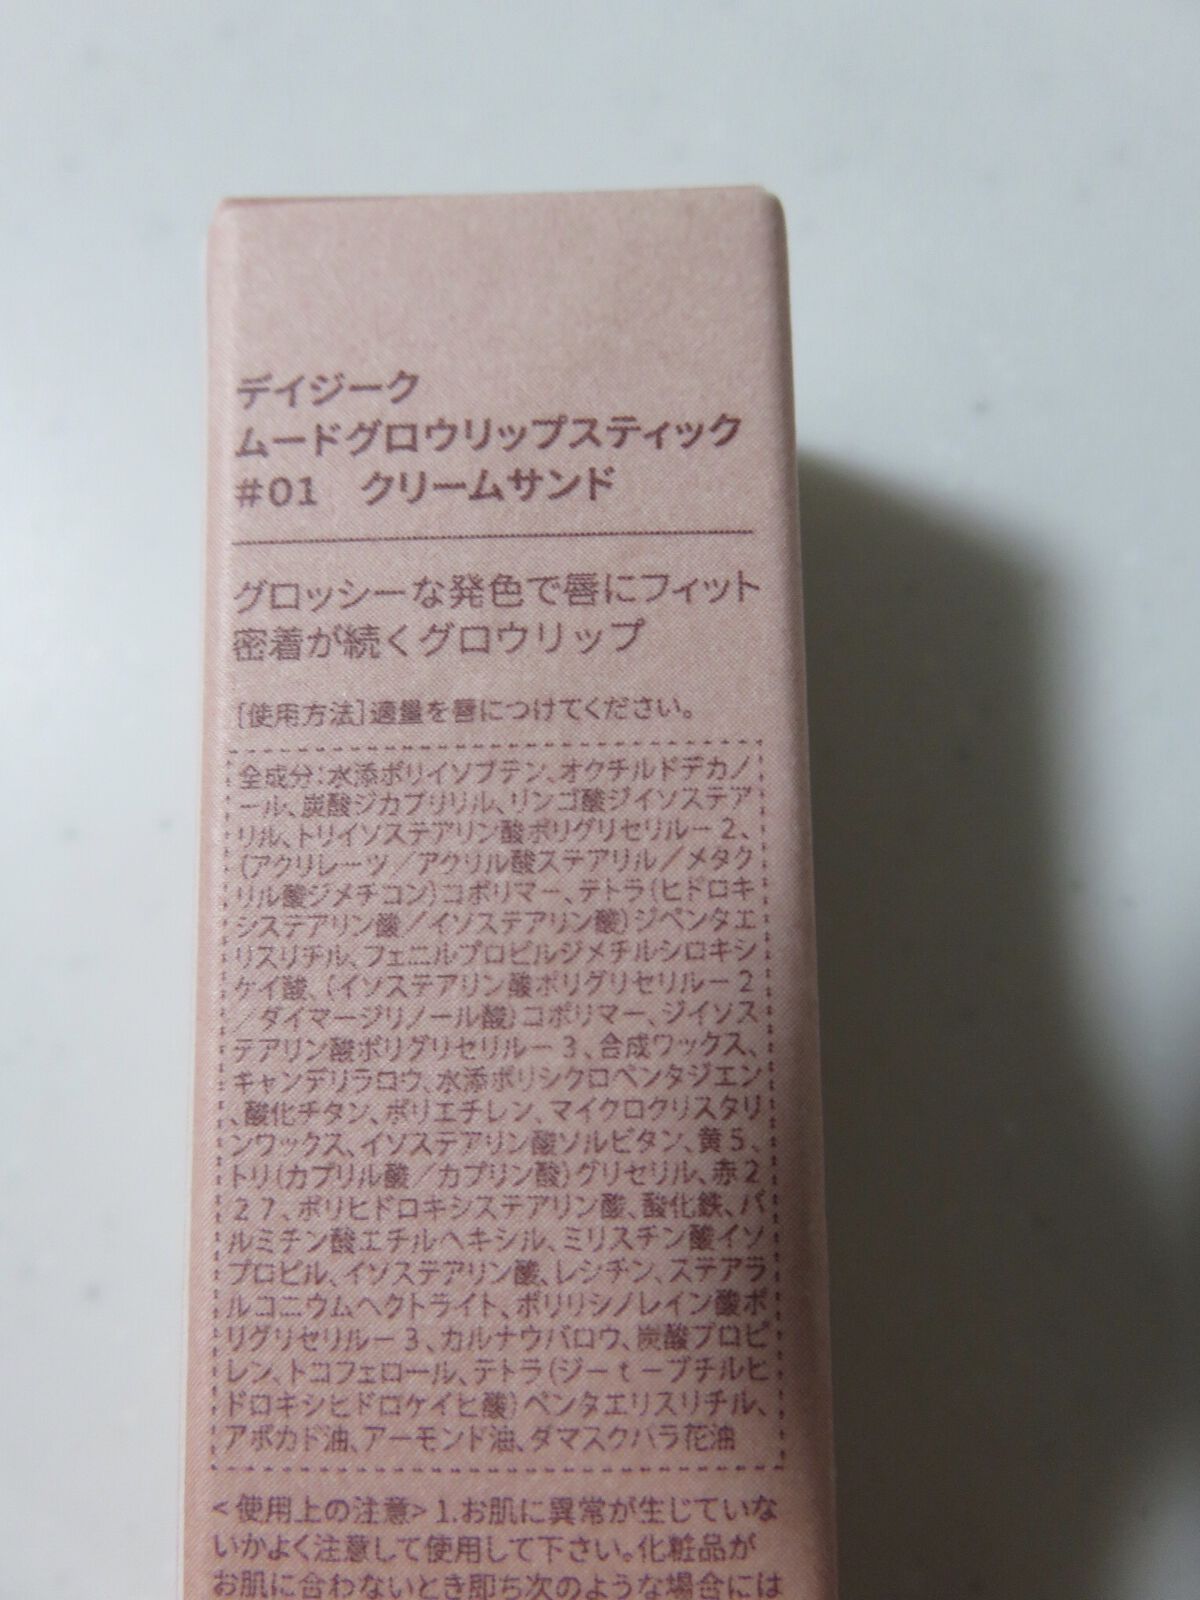 デイジーク
ムードグロウリップスティック
#01　クリームサンド
グロッシーな発色で唇にフィット
密着が続くグロウリップ
[使用方法]適量を唇につけてください。
全成分:水添ポリイソブテン、オクチルドデカノ
ール、炭酸ジカプリリル、リンゴ酸ジイソステア
リル、トリイソステアリン酸ポリグリセリルー2、
(アクリレーツ／アクリル酸ステアリル／メタク
リル酸ジメチコン)コポリマー、テトラ(ヒドロキ
システアリン酸／イソステアリン酸)ジペンタエ
リスリチル、フェニルプロピルジメチルシロキシ
ケイ酸、(イソステアリン酸ポリグリセリルー2
／ダイマージリノール酸)コポリマー、ジイソス
テアリン酸ポリグリセリルー3、合成ワックス、
キャンデリラロウ、水添ポリシクロペンタジエン
、酸化チタン、ポリエチレン、マイクロクリスタリ
ンワックス、イソステアリン酸ソルビタン、黄5、
トリ(カプリル酸／カプリン酸)グリセリル、赤2
27、ポリヒドロキシステアリン酸、酸化鉄、パ
ルミチン酸エチルヘキシル、ミリスチン酸イソ
プロピル、イソステアリン酸、レシチン、ステアラ
ルコニウムヘクトライト、ポリリシノレイン酸ポ
リグリセリルー3、カルナウバロウ、炭酸プロピ
レン、トコフェロール、テトラ(ジーtーブチルヒ
ドロキシヒドロケイヒ酸)ペンタエリスリチル、
アボカド油、アーモンド油、ダマスクバラ花油
<使用上の注意>1.お肌に異常が生じていな
いかよく注意して使用して下さい。化粧品が
お肌に合わないとき即ち次のような場合には